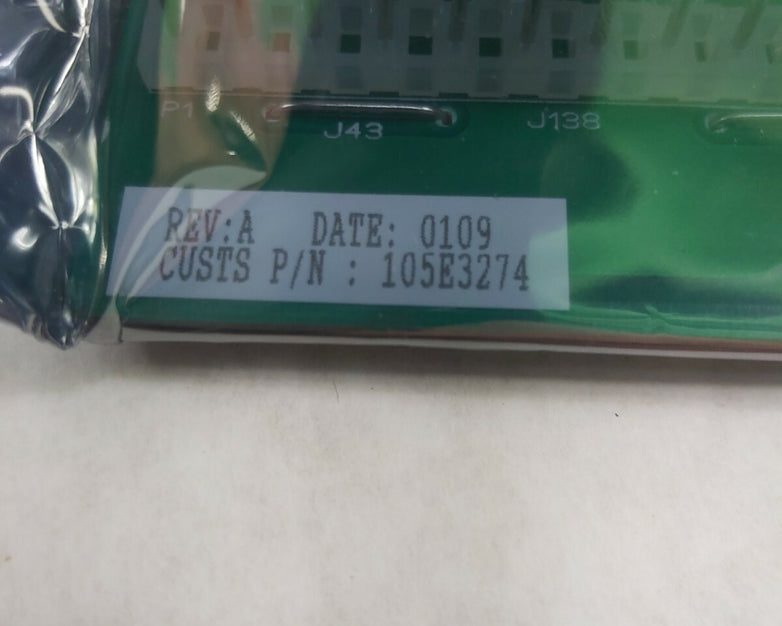 P1
J43
J138
REV:A DATE: 0109
CUSTS P/N : 105E3274